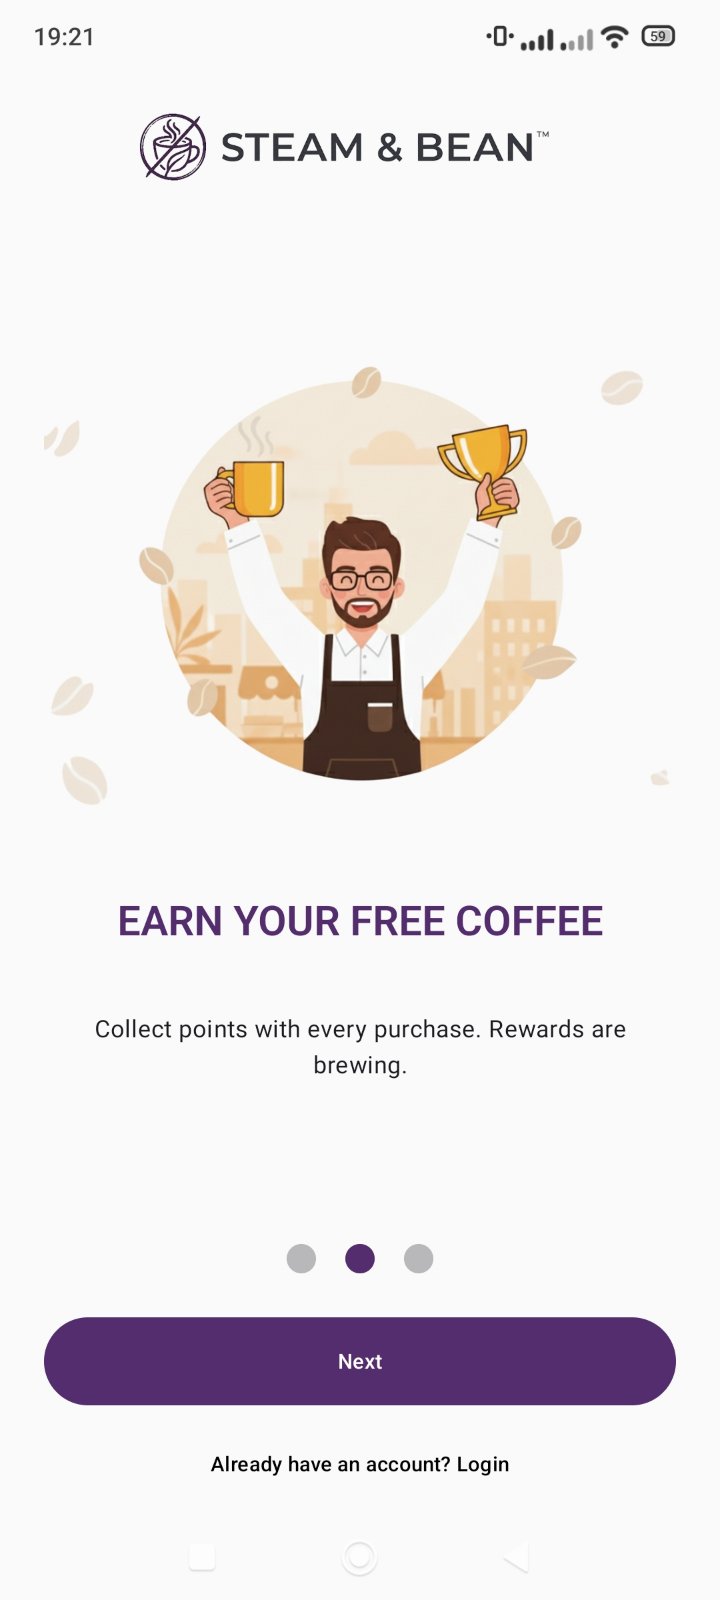 19:21
59
STEAM & BEAN™
EARN YOUR FREE COFFEE
Collect points with every purchase. Rewards are
brewing.
Next
Already have an account? Login